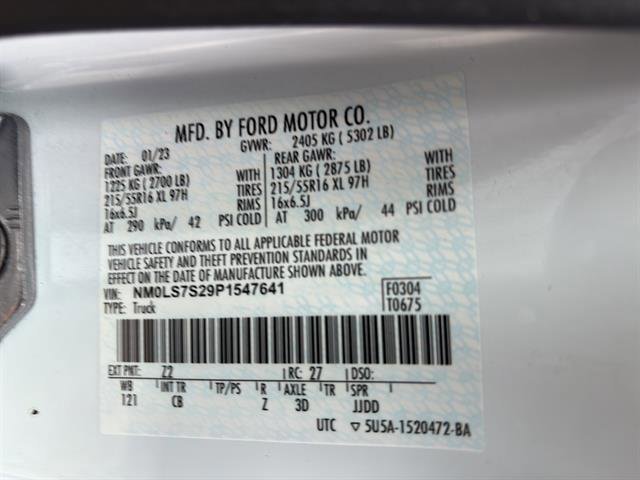 MFD. BY FORD MOTOR CO.
DATE: 01/23 GVWR: 2405 KG ( 5302 LB)
FRONT GAWR: REAR GAWR:
1225 KG ( 2700 LB) WITH 1304 KG ( 2875 LB) WITH
215/55R16 XL 97H TIRES 215/55R16 XL 97H TIRES
16x6.5J RIMS 16x6.5J RIMS
AT 290 kPa/ 42 PSI COLD AT 300 kPa/ 44 PSI COLD
THIS VEHICLE CONFORMS TO ALL APPLICABLE FEDERAL MOTOR
VEHICLE SAFETY AND THEFT PREVENTION STANDARDS IN
EFFECT ON THE DATE OF MANUFACTURE SHOWN ABOVE.
VIN: NM0LS7S29P1547641 F0304
TYPE: Truck T0675
EXT PNT: Z2 RC: 27 DSO:
WB INT TR TP/PS R AXLE TR SPR
121 CB Z 3D JJDD
UTC ▽ 5U5A-1520472-BA